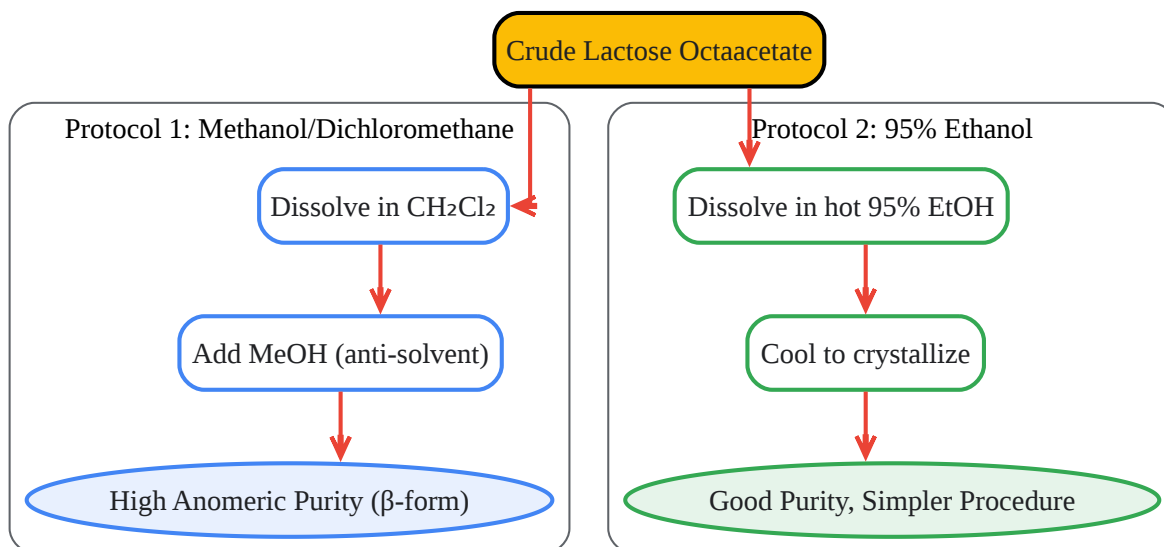 Crude Lactose Octaacetate
Protocol 1: Methanol/Dichloromethane
Dissolve in CH₂Cl₂
Add MeOH (anti-solvent)
High Anomeric Purity (β-form)
Protocol 2: 95% Ethanol
Dissolve in hot 95% EtOH
Cool to crystallize
Good Purity, Simpler Procedure